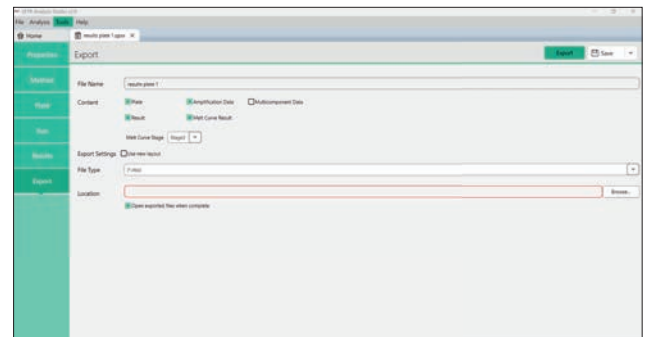 File Analysis Tools Help
Home results plate 1.apex X
Properties Export Export Save
Method File Name results plate 1
Plate Content Plate Amplification Data Multicomponent Data
Result Melt Curve Result
Run Melt Curve Stage Stage3
Results Export Settings Use new layout
File Type
Export
Location Browse...
Open exported files when complete